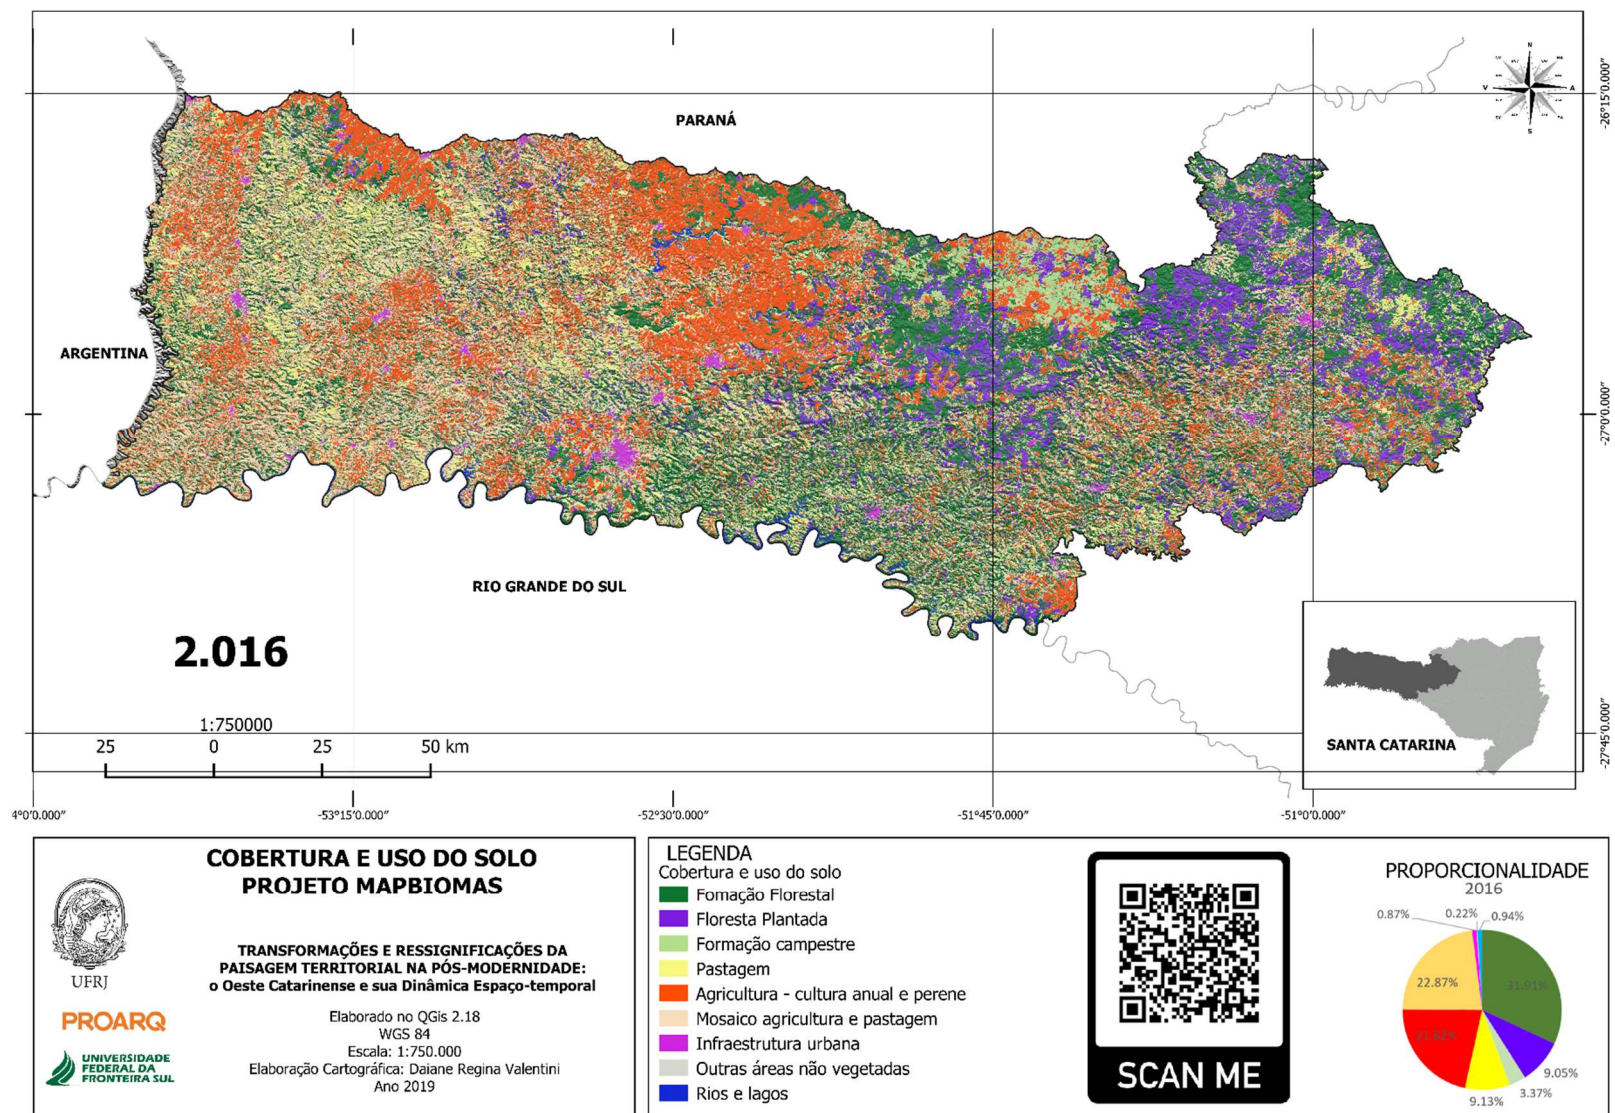 PARANÁ
ARGENTINA
RIO GRANDE DO SUL
2.016
1:750000
25 0 25 50 km
SANTA CATARINA
N
V A
S
-26°15'0.000"
-27°0'0.000"
-27°45'0.000"
4°0'0.000" -53°15'0.000" -52°30'0.000" -51°45'0.000" -51°0'0.000"
COBERTURA E USO DO SOLO
PROJETO MAPBIOMAS
UFRJ
TRANSFORMAÇÕES E RESSIGNIFICAÇÕES DA
PAISAGEM TERRITORIAL NA PÓS-MODERNIDADE:
o Oeste Catarinense e sua Dinâmica Espaço-temporal
PROARQ
UNIVERSIDADE
FEDERAL DA
FRONTEIRA SUL
Elaborado no QGis 2.18
WGS 84
Escala: 1:750.000
Elaboração Cartográfica: Daiane Regina Valentini
Ano 2019
LEGENDA
Cobertura e uso do solo
Fomação Florestal
Floresta Plantada
Formação campestre
Pastagem
Agricultura - cultura anual e perene
Mosaico agricultura e pastagem
Infraestrutura urbana
Outras áreas não vegetadas
Rios e lagos
SCAN ME
PROPORCIONALIDADE
2016
0.87% 0.22% 0.94%
22.87% 31.91%
21.62%
9.05%
3.37%
9.13%